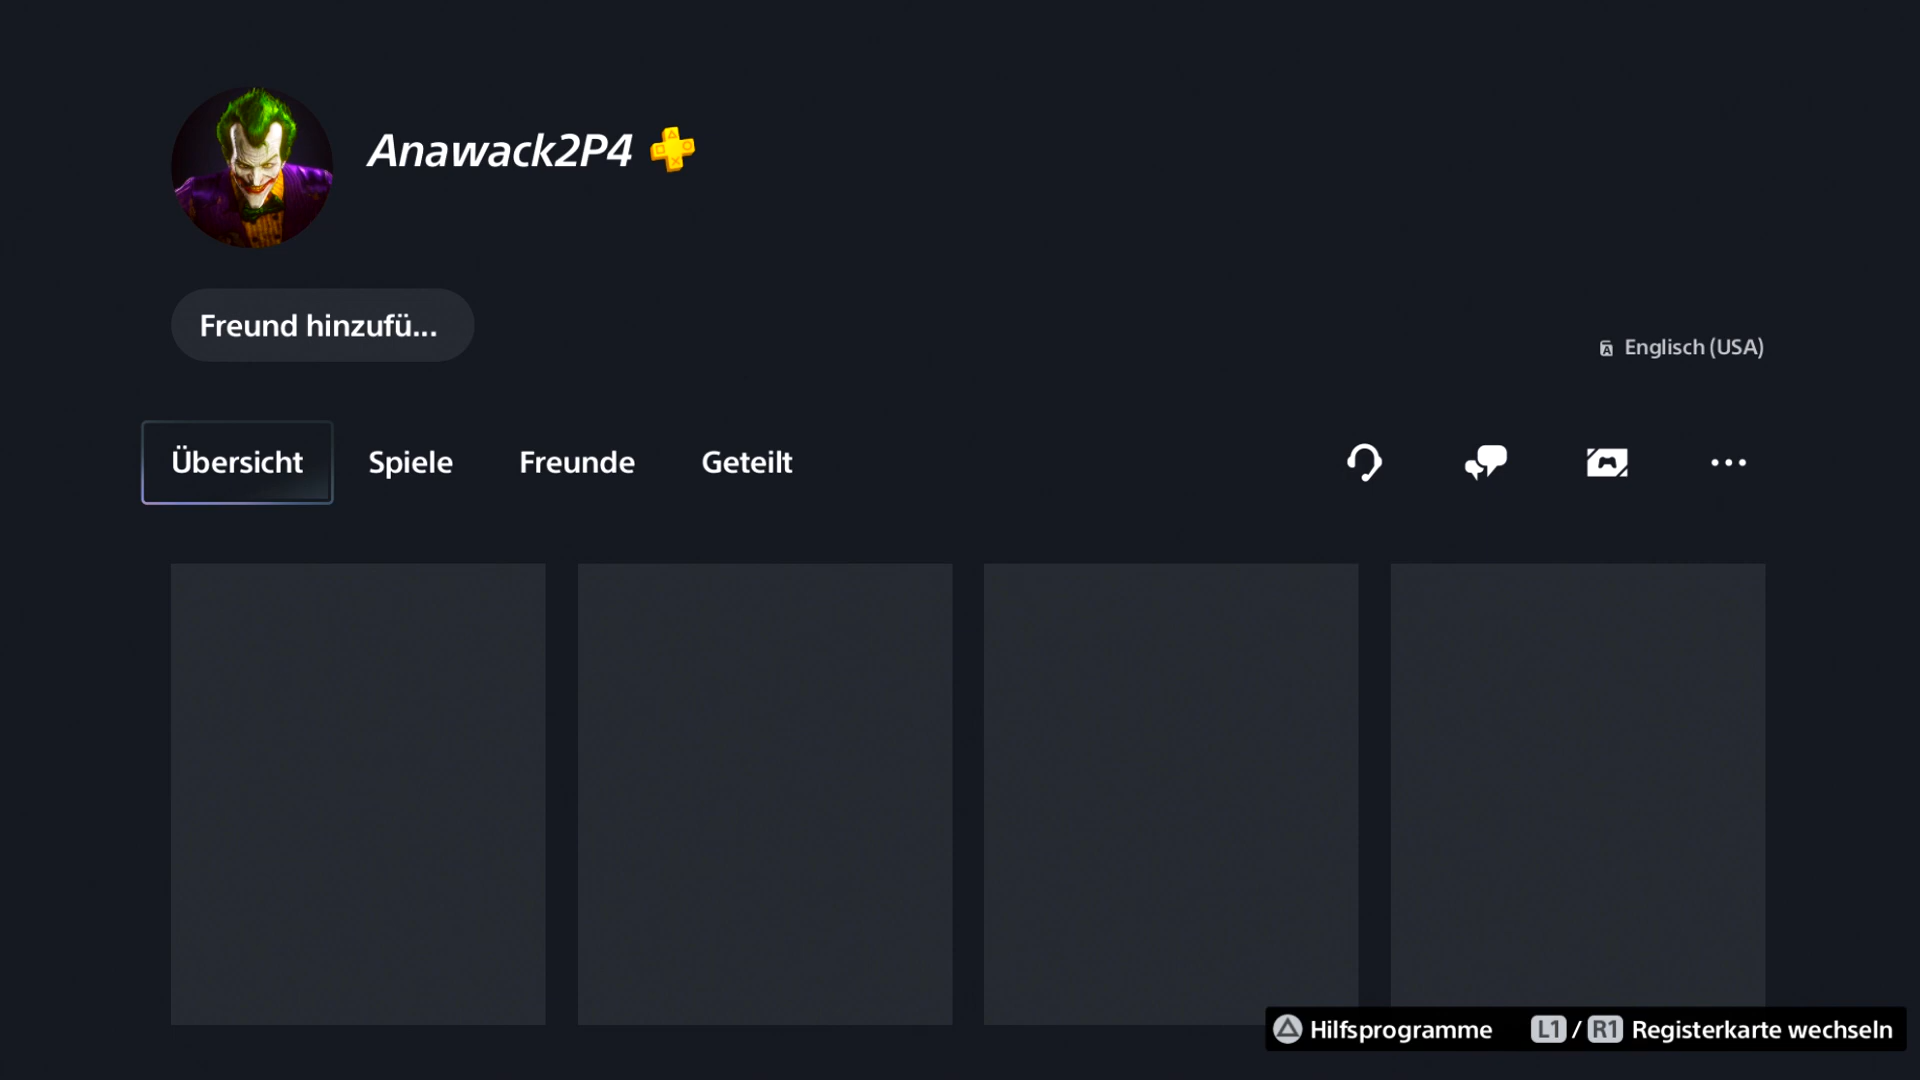 Anawack2P4
Freund hinzufü...
Englisch (USA)
Übersicht Spiele Freunde Geteilt
Hilfsprogramme L1 / R1 Registerkarte wechseln